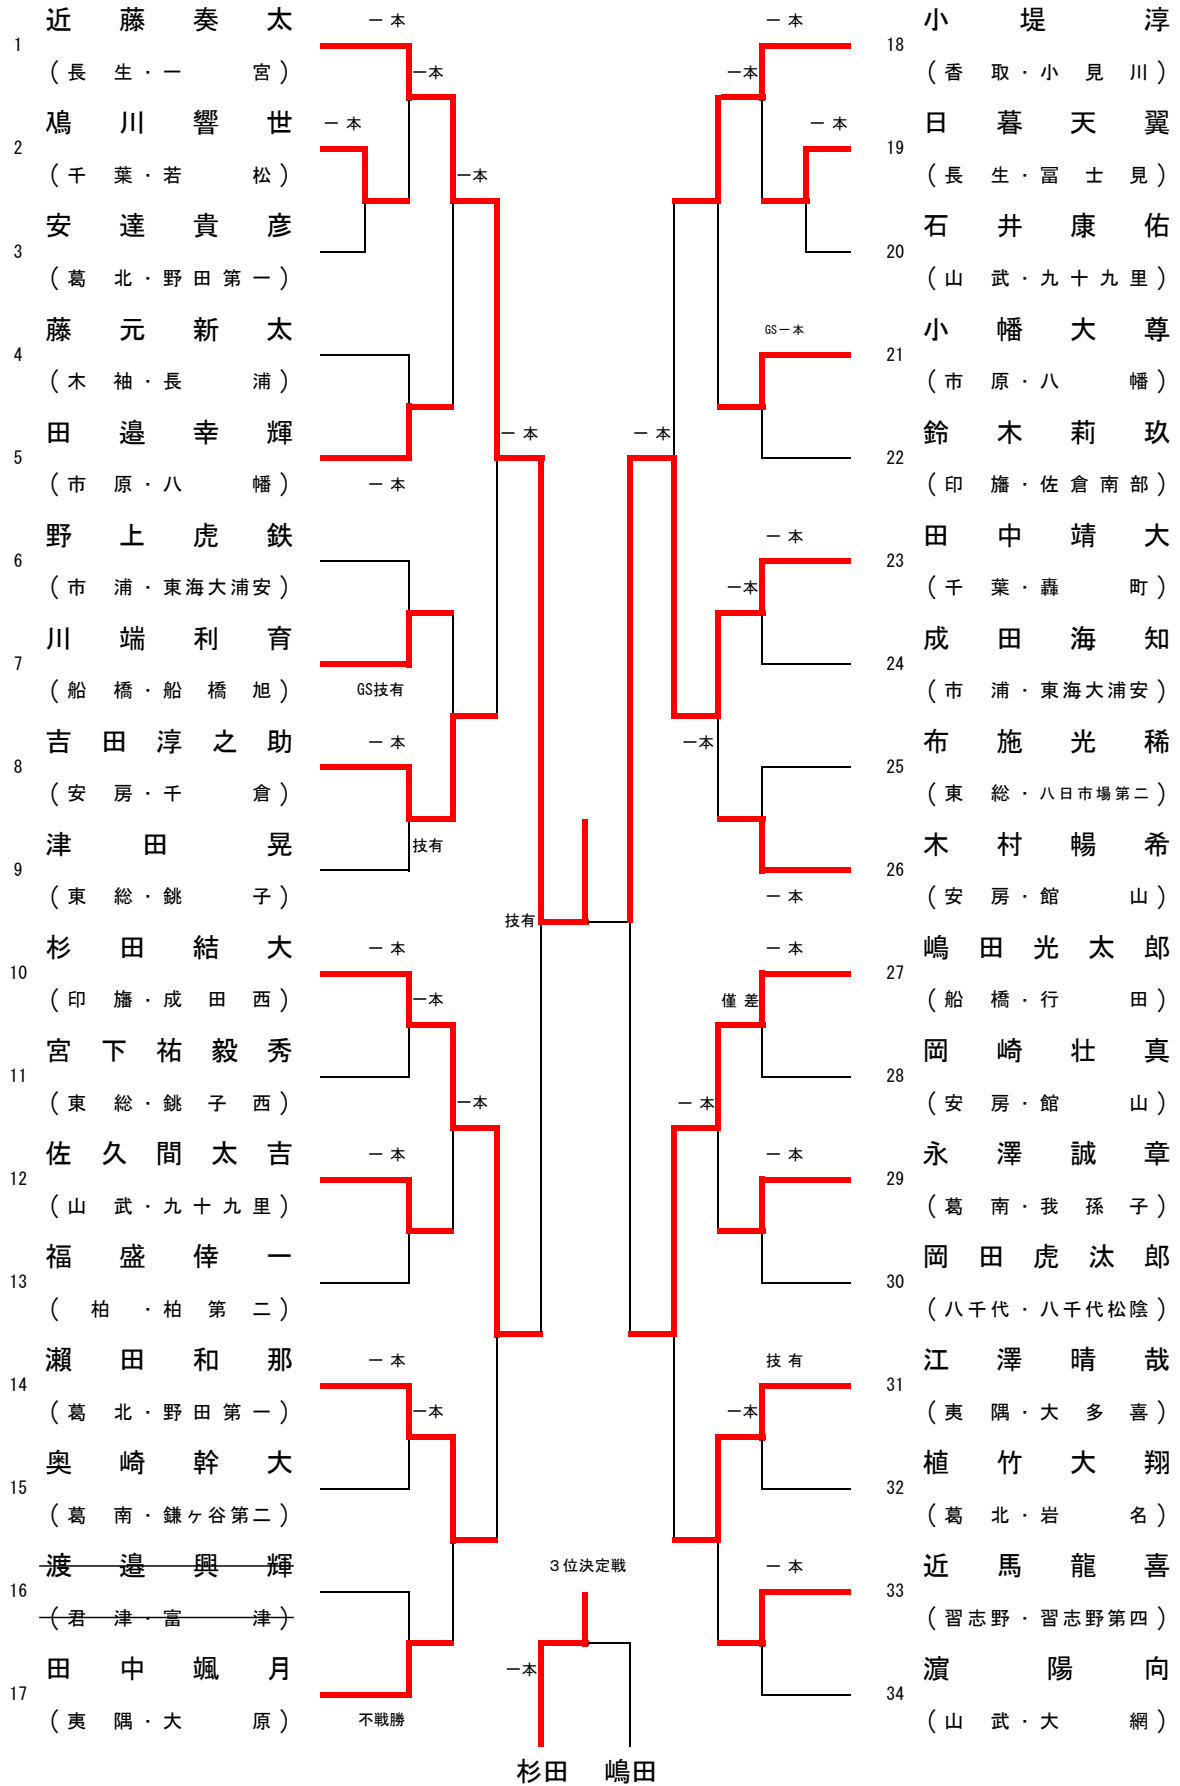 近藤奏太
一本
1
(長生・一宮)
一本
鳰川響世
一本
2
(千葉・若松)
一本
安達貴彦
3
(葛北・野田第一)
藤元新太
4
(木袖・長浦)
田邉幸輝
一本
5
(市原・八幡)
一本
野上虎鉄
6
(市浦・東海大浦安)
川端利育
7
(船橋・船橋旭)
GS技有
吉田淳之助
一本
8
(安房・千倉)
津田晃
技有
9
(東総・銚子)
技有
杉田結大
一本
10
(印旛・成田西)
一本
宮下祐毅秀
11
(東総・銚子西)
一本
佐久間太吉
一本
12
(山武・九十九里)
福盛倖一
13
(柏・柏第二)
瀬田和那
一本
14
(葛北・野田第一)
一本
奥崎幹大
15
(葛南・鎌ヶ谷第二)
渡邉興輝
16
(君津・富津)
田中颯月
17
(夷隅・大原)
不戦勝
小堤淳
一本
18
(香取・小見川)
一本
日暮天翼
一本
19
(長生・冨士見)
石井康佑
20
(山武・九十九里)
小幡大尊
GS一本
21
(市原・八幡)
鈴木莉玖
一本
22
(印旛・佐倉南部)
田中靖大
一本
23
(千葉・轟町)
一本
成田海知
24
(市浦・東海大浦安)
布施光稀
一本
25
(東総・八日市場第二)
木村暢希
26
(安房・館山)
一本
嶋田光太郎
一本
27
(船橋・行田)
僅差
岡崎壮真
28
(安房・館山)
一本
永澤誠章
一本
29
(葛南・我孫子)
岡田虎汰郎
30
(八千代・八千代松陰)
江澤晴哉
技有
31
(夷隅・大多喜)
一本
植竹大翔
32
(葛北・岩名)
近馬龍喜
一本
33
(習志野・習志野第四)
濵陽向
34
(山武・大網)
3位決定戦
一本
杉田 嶋田